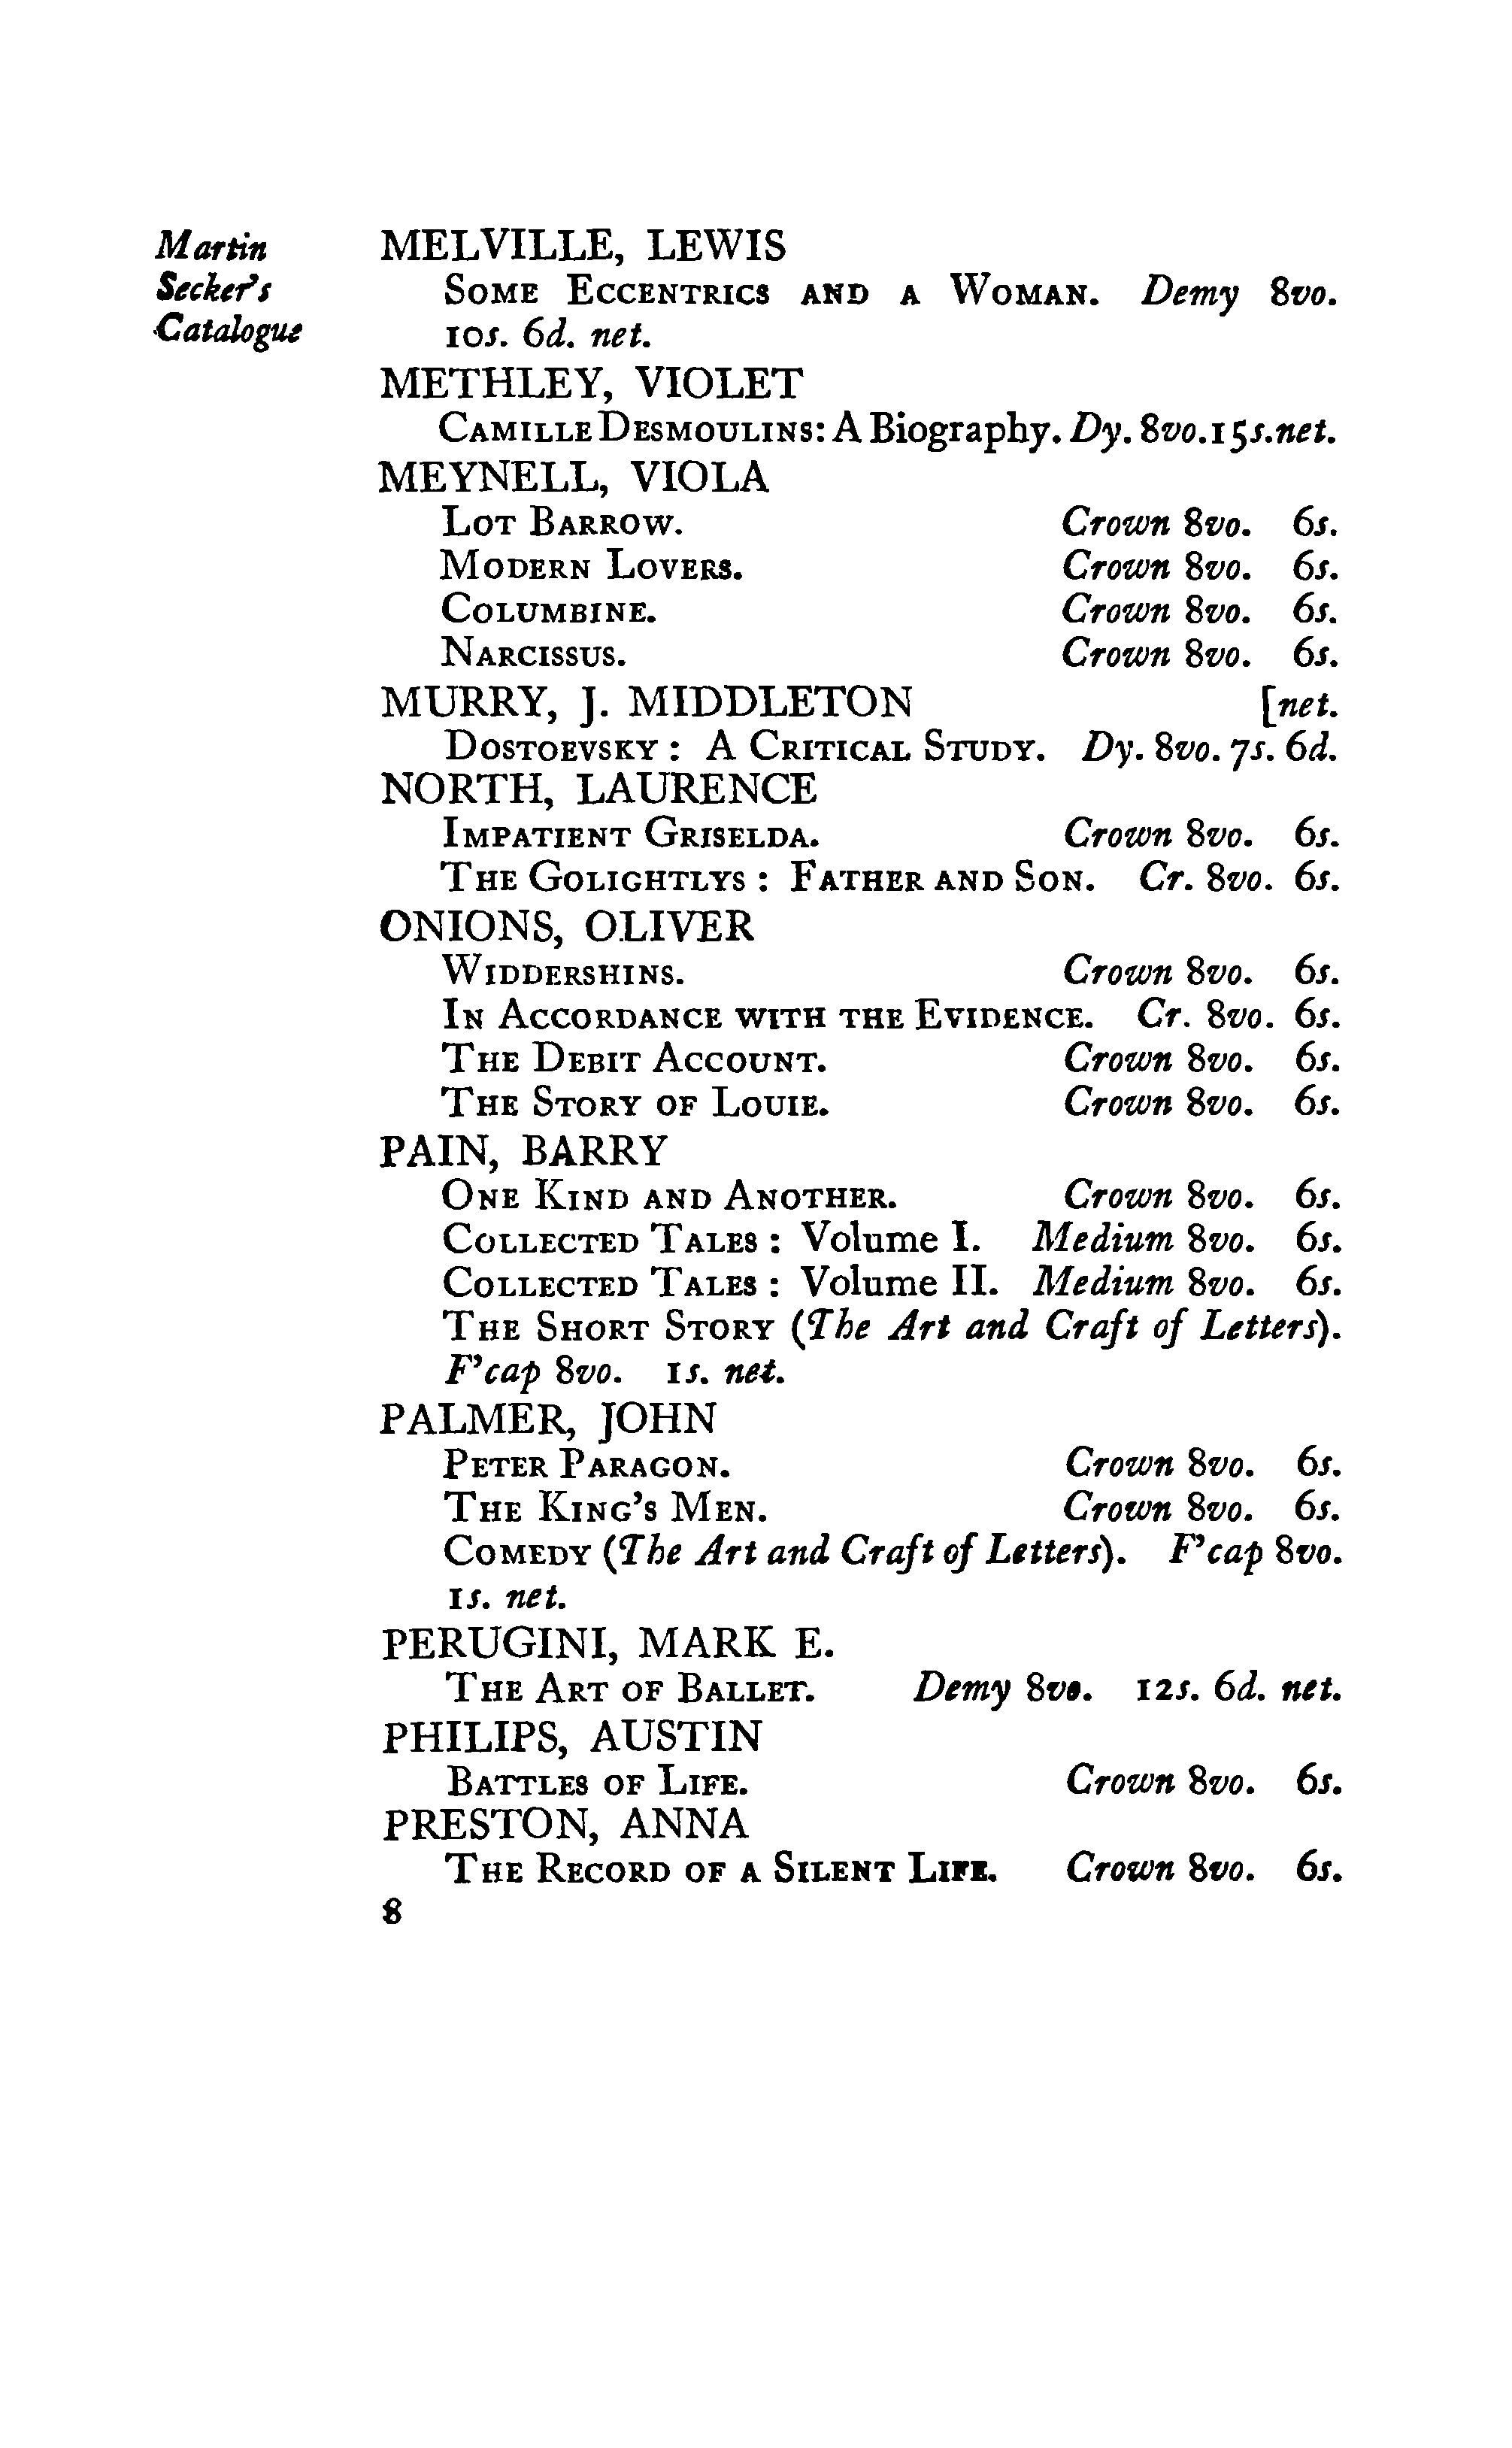 Martin
Secker's
Catalogue
MELVILLE, LEWIS
Some Eccentrics and a Woman. Demy 8vo.
10s. 6d. net.
METHLEY, VIOLET
Camille Desmoulins: A Biography. Dy. 8vo. 15s. net.
MEYNELL, VIOLA
Lot Barrow. Crown 8vo. 6s.
Modern Lovers. Crown 8vo. 6s.
Columbine. Crown 8vo. 6s.
Narcissus. Crown 8vo. 6s.
MURRY, J. MIDDLETON [net.
Dostoevsky : A Critical Study. Dy. 8vo. 7s. 6d.
NORTH, LAURENCE
Impatient Griselda. Crown 8vo. 6s.
The Golightlys : Father and Son. Cr. 8vo. 6s.
ONIONS, OLIVER
Widdershins. Crown 8vo. 6s.
In Accordance with the Evidence. Cr. 8vo. 6s.
The Debit Account. Crown 8vo. 6s.
The Story of Louie. Crown 8vo. 6s.
PAIN, BARRY
One Kind and Another. Crown 8vo. 6s.
Collected Tales : Volume I. Medium 8vo. 6s.
Collected Tales : Volume II. Medium 8vo. 6s.
The Short Story (The Art and Craft of Letters).
F'cap 8vo. 1s. net.
PALMER, JOHN
Peter Paragon. Crown 8vo. 6s.
The King's Men. Crown 8vo. 6s.
Comedy (The Art and Craft of Letters). F'cap 8vo.
1s. net.
PERUGINI, MARK E.
The Art of Ballet. Demy 8vo. 12s. 6d. net.
PHILIPS, AUSTIN
Battles of Life. Crown 8vo. 6s.
PRESTON, ANNA
The Record of a Silent Life. Crown 8vo. 6s.
8